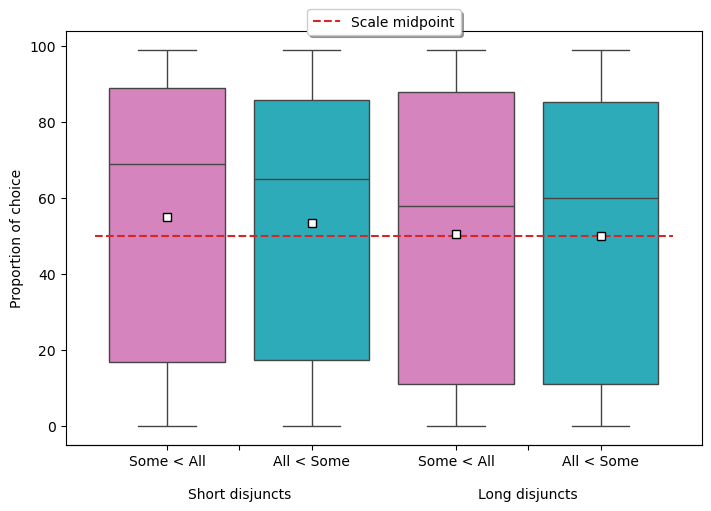 Scale midpoint
100
80
60
40
20
0
Proportion of choice
Some < All
All < Some
Some < All
All < Some
Short disjuncts
Long disjuncts